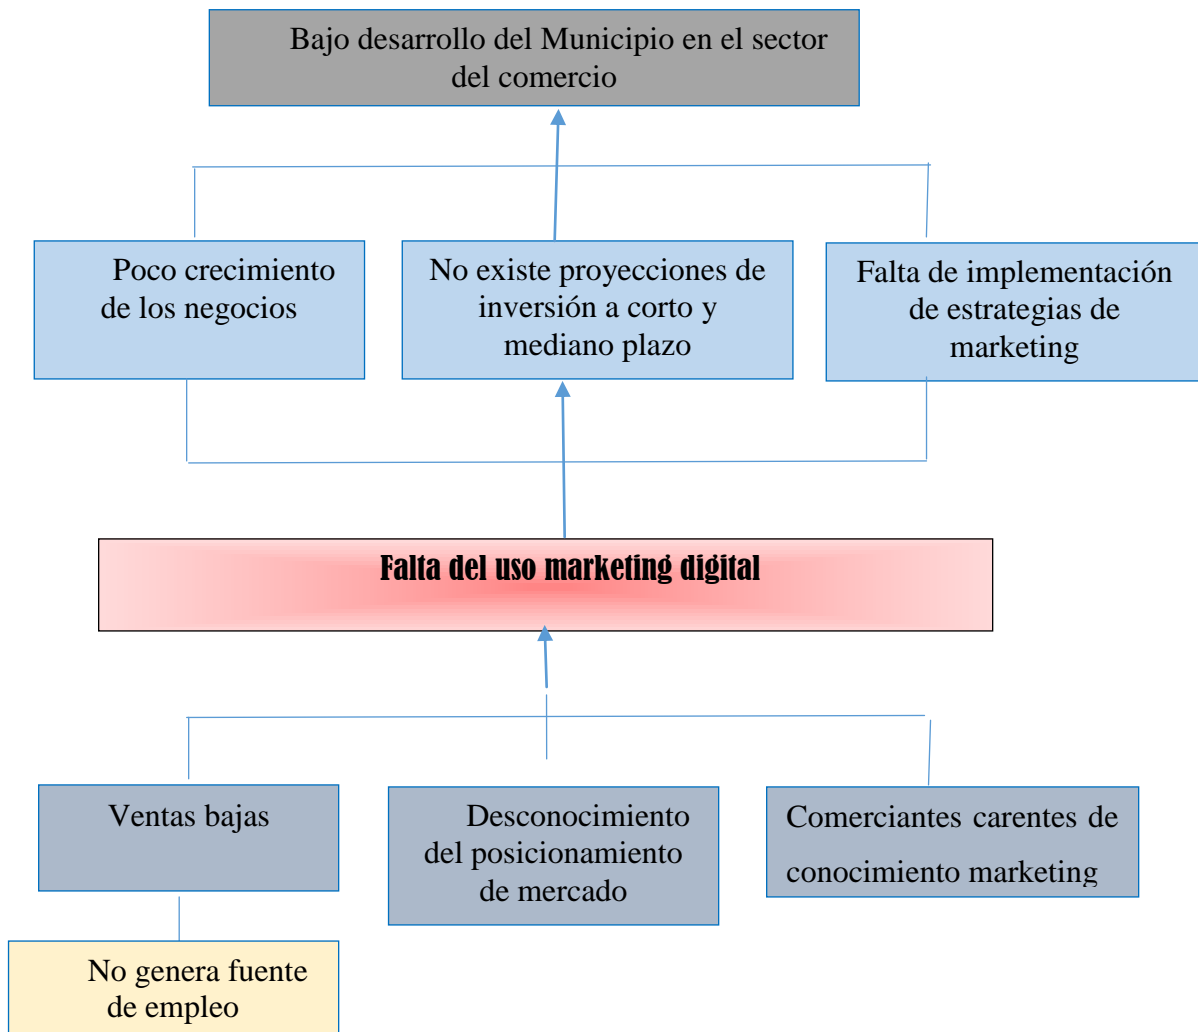 Bajo desarrollo del Municipio en el sector
del comercio
Poco crecimiento
de los negocios
No existe proyecciones de
inversión a corto y
mediano plazo
Falta de implementación
de estrategias de
marketing
Falta del uso marketing digital
Ventas bajas
Desconocimiento
del posicionamiento
de mercado
Comerciantes carentes de
conocimiento marketing
No genera fuente
de empleo